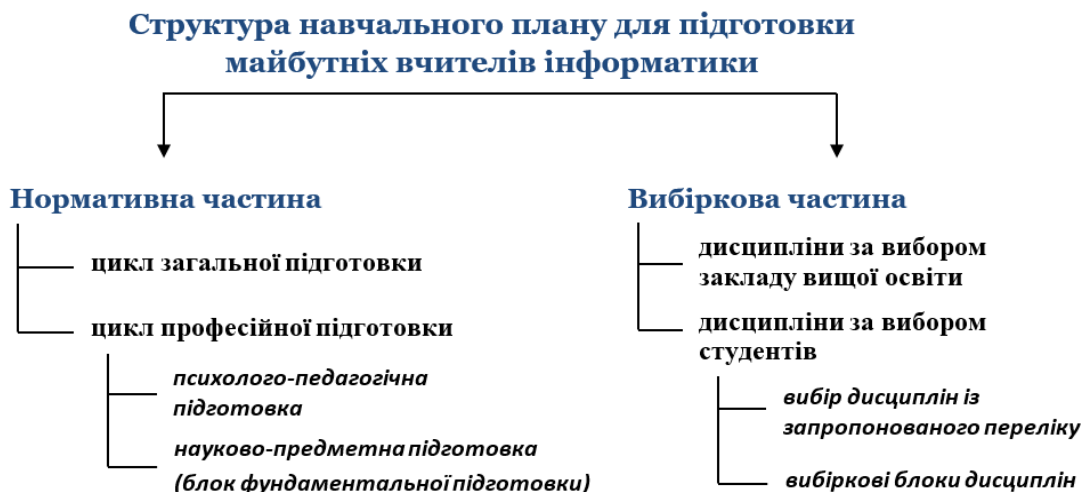 Структура навчального плану для підготовки
майбутніх вчителів інформатики
Нормативна частина
цикл загальної підготовки
цикл професійної підготовки
психолого-педагогічна
підготовка
науково-предметна підготовка
(блок фундаментальної підготовки)
Вибіркова частина
дисципліни за вибором
закладу вищої освіти
дисципліни за вибором
студентів
вибір дисциплін із
запропонованого переліку
вибіркові блоки дисциплін